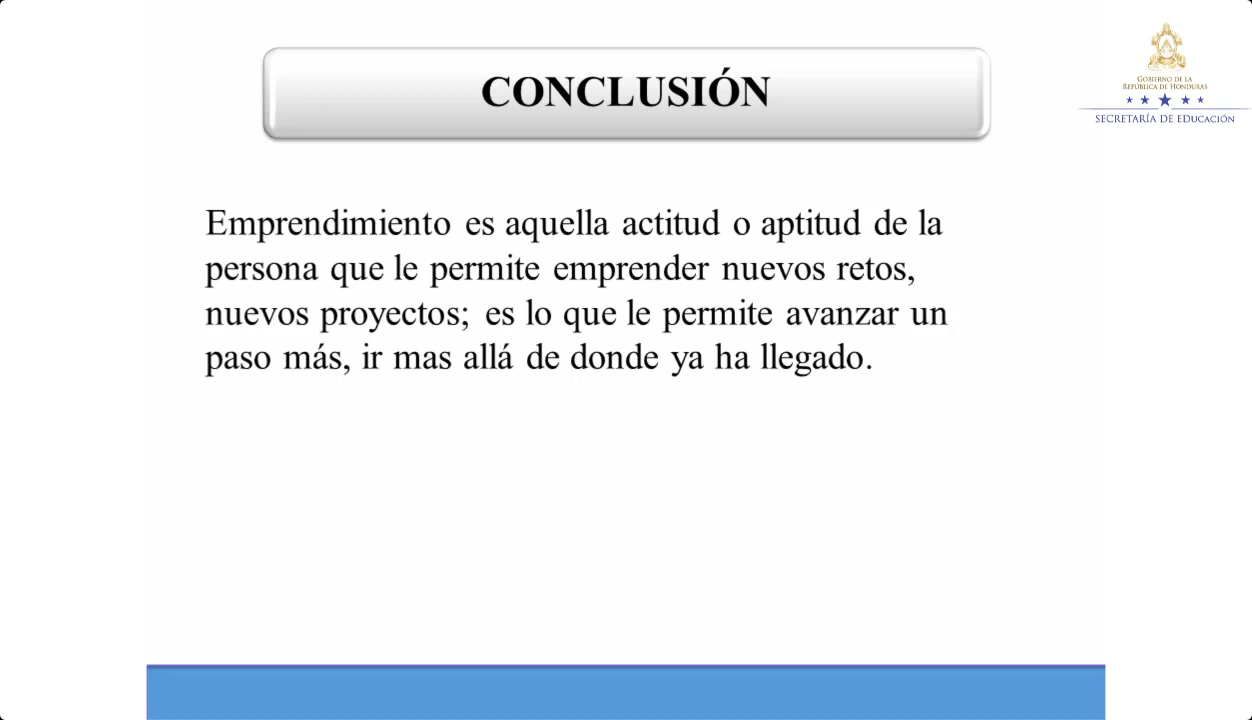 CONCLUSIÓN
GOBIERNO DE LA
REPÚBLICA DE HONDURAS
SECRETARÍA DE EDUCACIÓN
Emprendimiento es aquella actitud o aptitud de la
persona que le permite emprender nuevos retos,
nuevos proyectos; es lo que le permite avanzar un
paso más, ir mas allá de donde ya ha llegado.